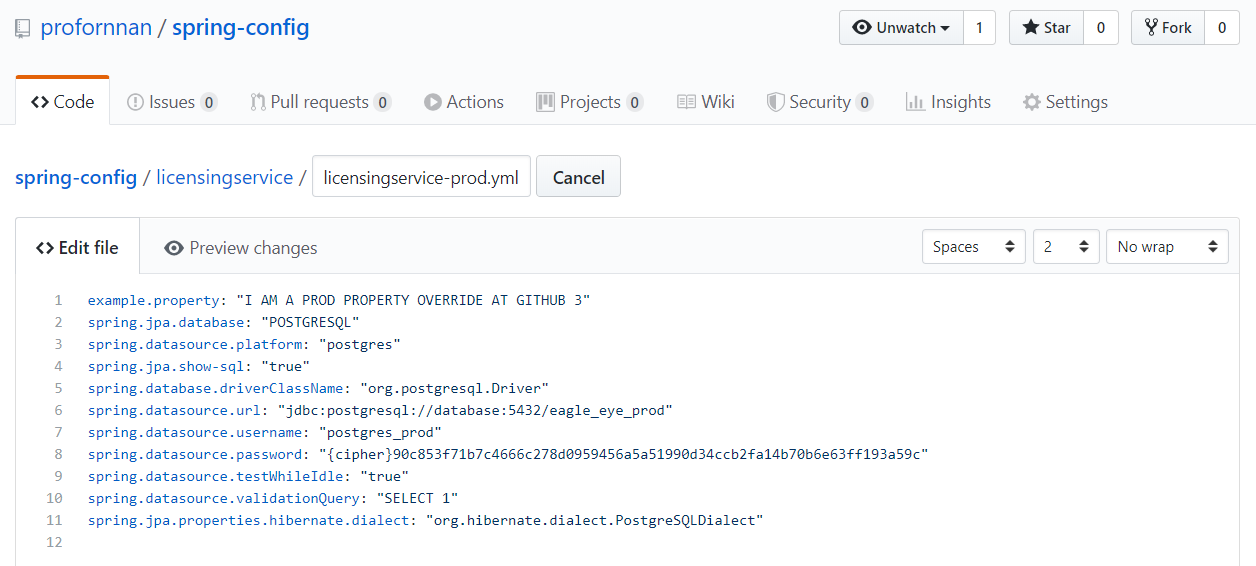 profornnan / spring-config
Unwatch 1 Star 0 Fork 0
<> Code Issues 0 Pull requests 0 Actions Projects 0 Wiki Security 0 Insights Settings
spring-config / licensingservice / licensingservice-prod.yml Cancel
<> Edit file Preview changes Spaces 2 No wrap
1 example.property: "I AM A PROD PROPERTY OVERRIDE AT GITHUB 3"
2 spring.jpa.database: "POSTGRESQL"
3 spring.datasource.platform: "postgres"
4 spring.jpa.show-sql: "true"
5 spring.database.driverClassName: "org.postgresql.Driver"
6 spring.datasource.url: "jdbc:postgresql://database:5432/eagle_eye_prod"
7 spring.datasource.username: "postgres_prod"
8 spring.datasource.password: "{cipher}90c853f71b7c4666c278d0959456a5a51990d34ccb2fa14b70b6e63ff193a59c"
9 spring.datasource.testWhileIdle: "true"
10 spring.datasource.validationQuery: "SELECT 1"
11 spring.jpa.properties.hibernate.dialect: "org.hibernate.dialect.PostgreSQLDialect"
12